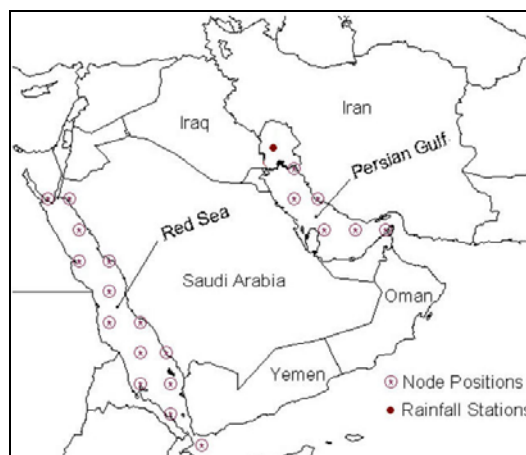 Iraq
Iran
Persian Gulf
Red Sea
Saudi Arabia
Oman
Yemen
Node Positions
Rainfall Stations